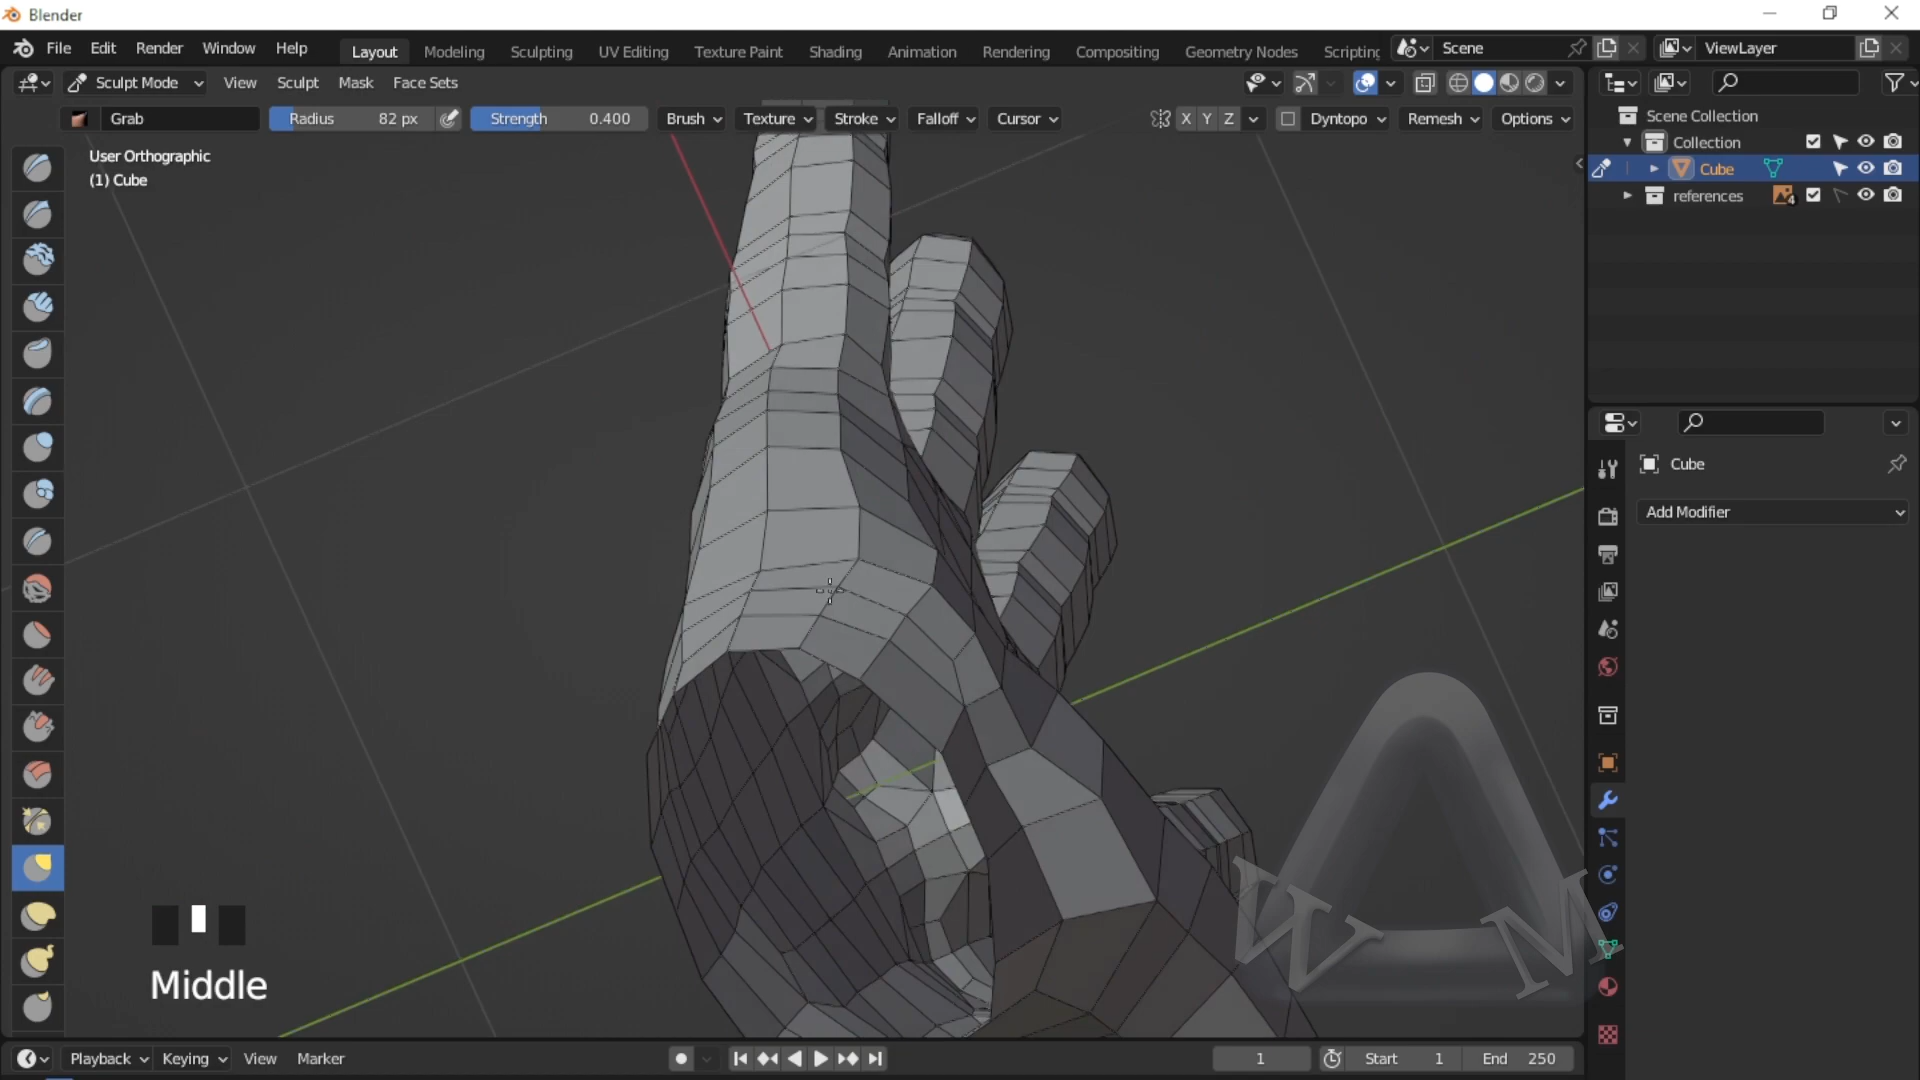 Blender
File Edit Render Window Help Layout Modeling Sculpting UV Editing Texture Paint Shading Animation Rendering Compositing Geometry Nodes Scripting Scene ViewLayer
Sculpt Mode View Sculpt Mask Face Sets
Grab Radius 82 px Strength 0.400 Brush Texture Stroke Falloff Cursor X Y Z Dyntopo Remesh Options
User Orthographic
(1) Cube
Scene Collection
Collection
Cube
references 4
Cube
Add Modifier
W M
Middle
Playback Keying View Marker 1 Start 1 End 250